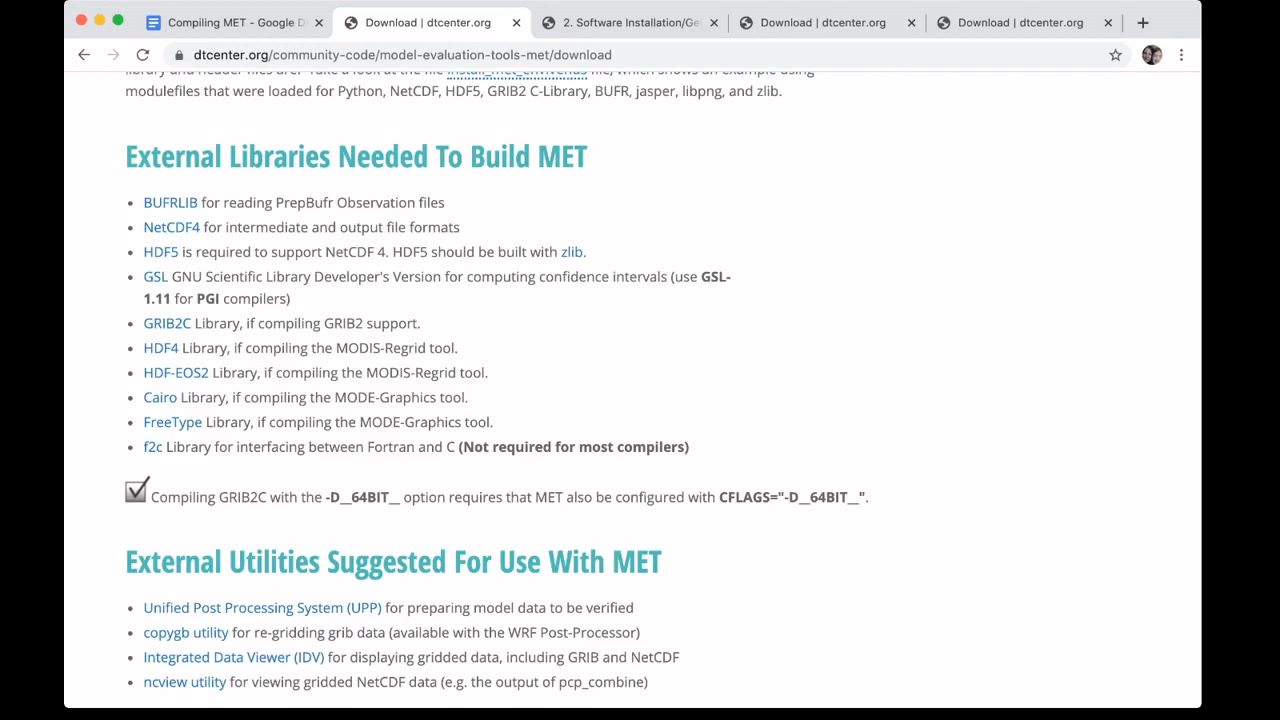 Compiling MET - Google D
Download | dtcenter.org
2. Software Installation/Ge
Download | dtcenter.org
Download | dtcenter.org
dtcenter.org/community-code/model-evaluation-tools-met/download
library and header files are. Take a look at the file install_met_env.venus file, which shows an example using
modulefiles that were loaded for Python, NetCDF, HDF5, GRIB2 C-Library, BUFR, jasper, libpng, and zlib.
External Libraries Needed To Build MET
• BUFRLIB for reading PrepBufr Observation files
• NetCDF4 for intermediate and output file formats
• HDF5 is required to support NetCDF 4. HDF5 should be built with zlib.
• GSL GNU Scientific Library Developer's Version for computing confidence intervals (use GSL-
1.11 for PGI compilers)
• GRIB2C Library, if compiling GRIB2 support.
• HDF4 Library, if compiling the MODIS-Regrid tool.
• HDF-EOS2 Library, if compiling the MODIS-Regrid tool.
• Cairo Library, if compiling the MODE-Graphics tool.
• FreeType Library, if compiling the MODE-Graphics tool.
• f2c Library for interfacing between Fortran and C (Not required for most compilers)
Compiling GRIB2C with the -D__64BIT__ option requires that MET also be configured with CFLAGS="-D__64BIT__".
External Utilities Suggested For Use With MET
• Unified Post Processing System (UPP) for preparing model data to be verified
• copygb utility for re-gridding grib data (available with the WRF Post-Processor)
• Integrated Data Viewer (IDV) for displaying gridded data, including GRIB and NetCDF
• ncview utility for viewing gridded NetCDF data (e.g. the output of pcp_combine)